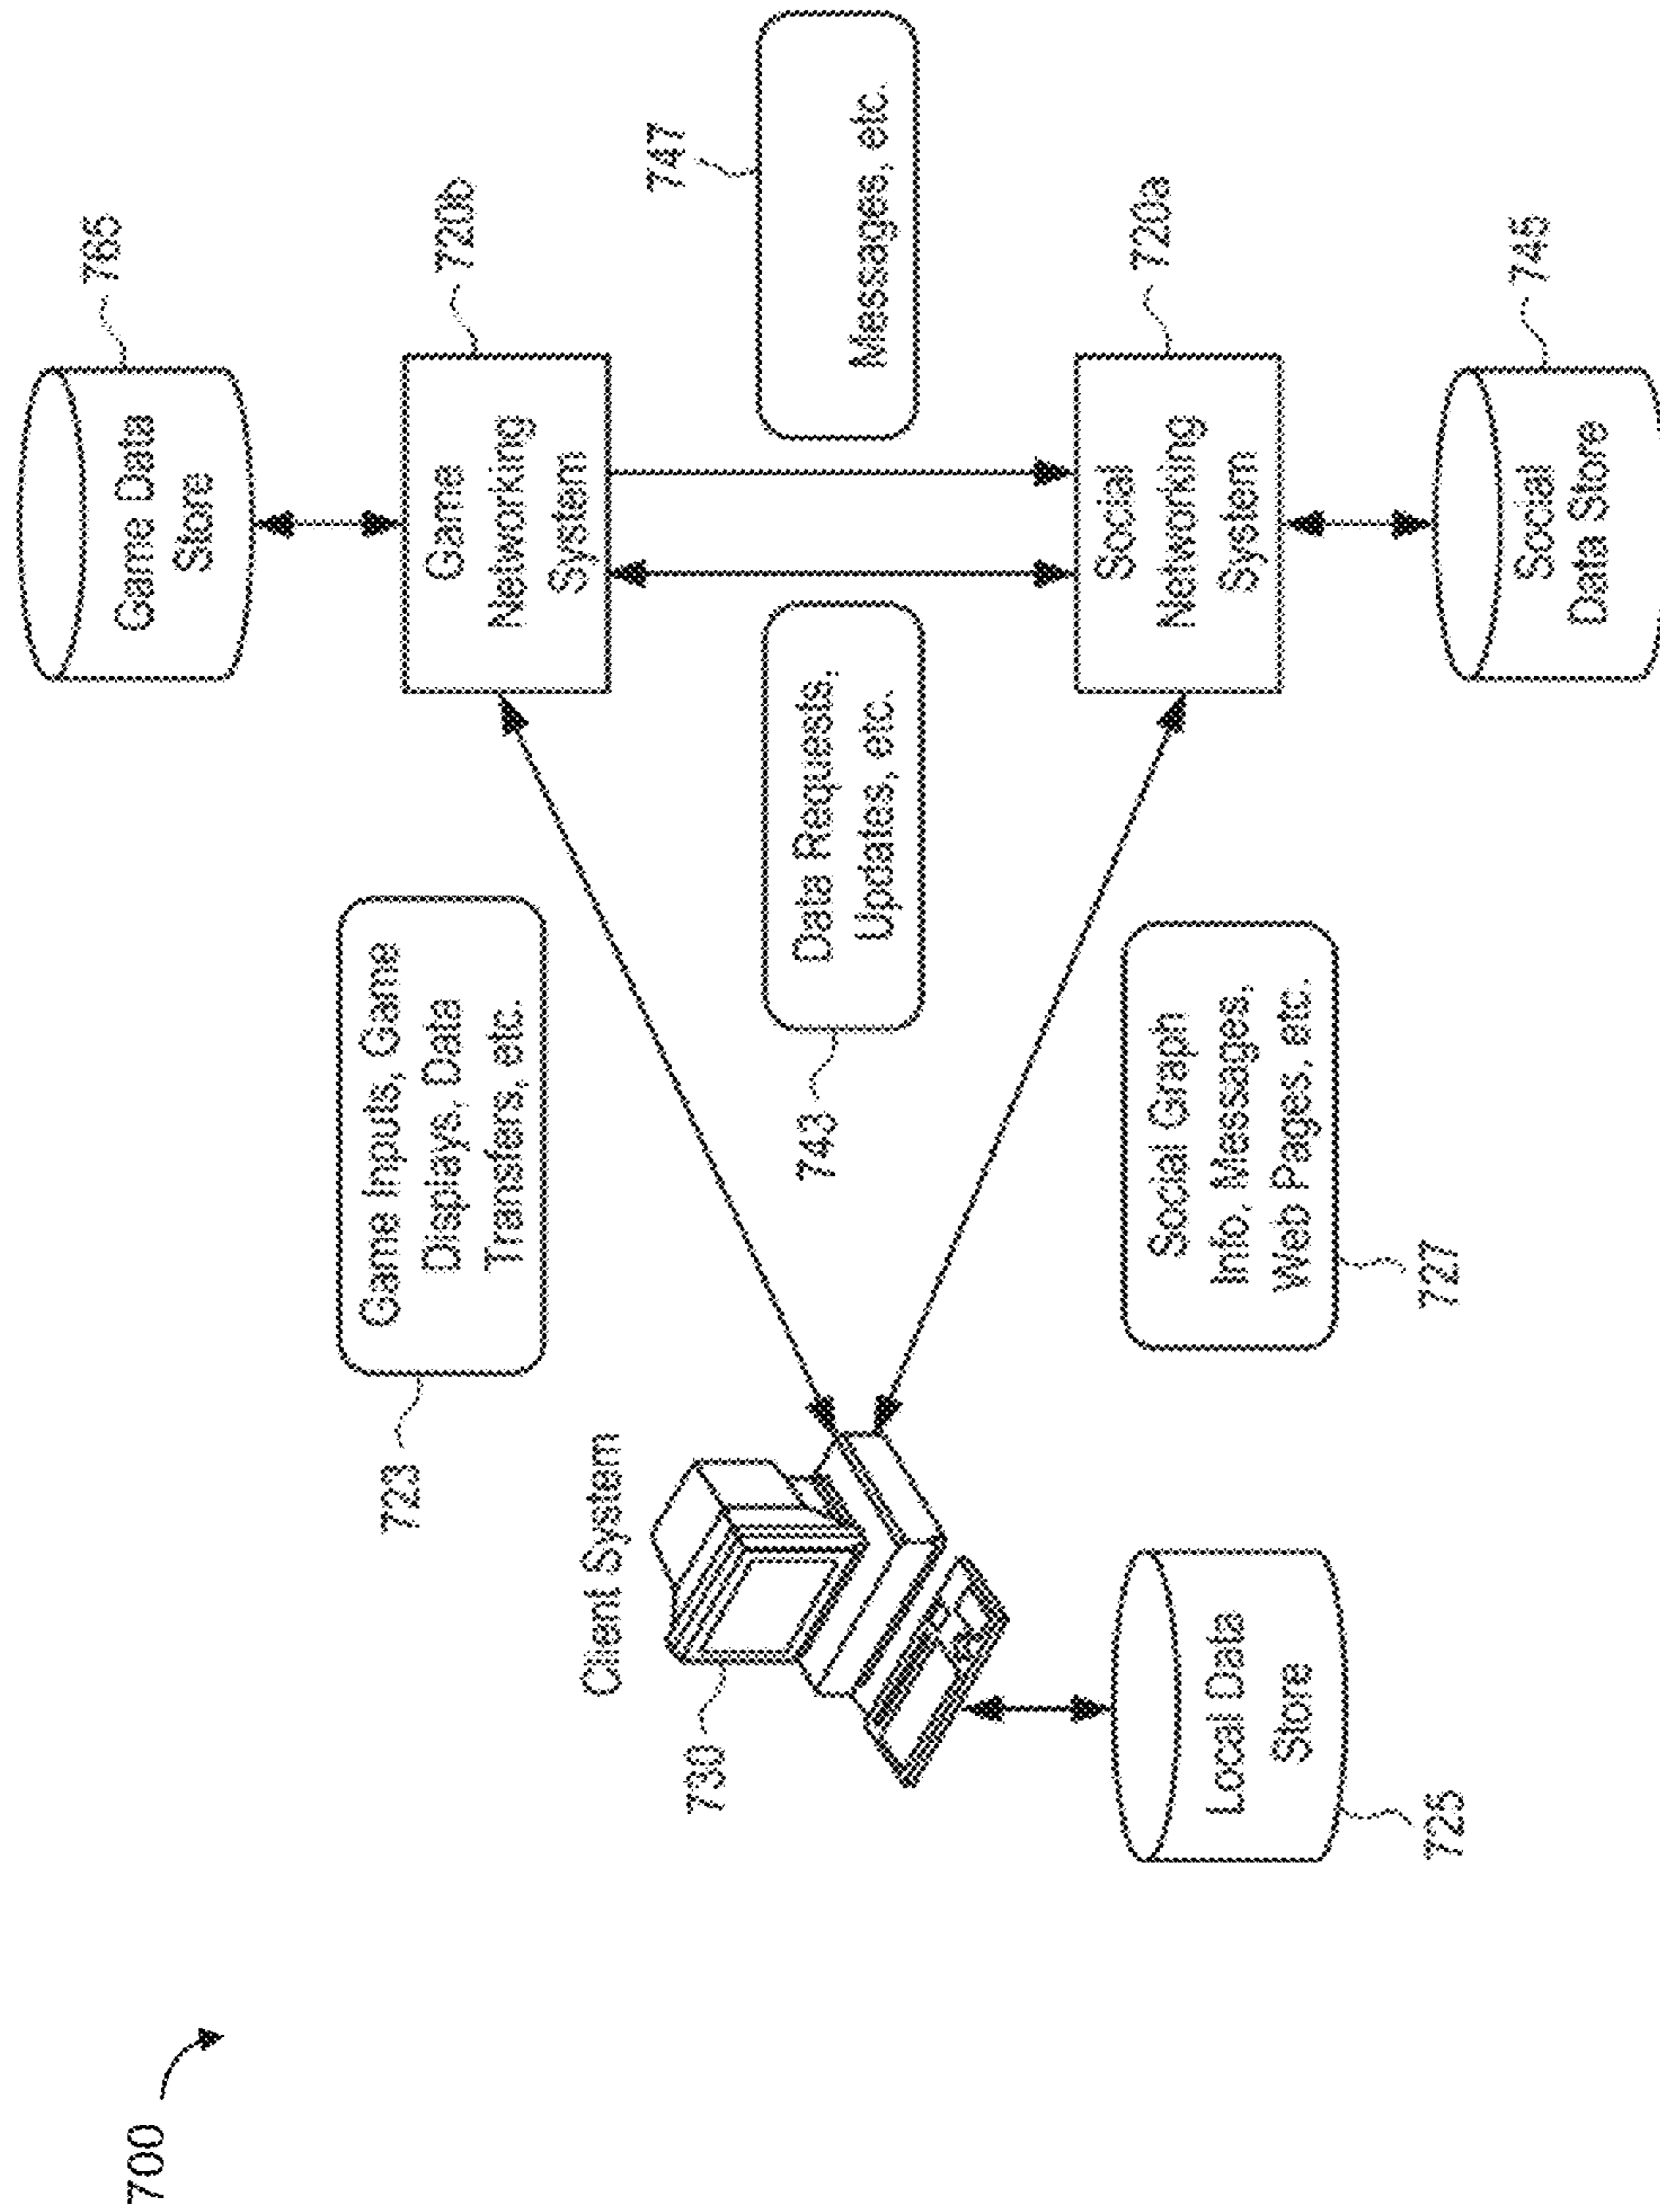 700
765
Game Data
Store
720b
Game
Networking
System
723
Game Inputs, Game
Displays, Data
Transfers, etc.
Client System
730
747
Messages, etc.
743
Data Requests,
Updates, etc.
720a
Social
Networking
System
Social Graph
Info, Messages,
Web Pages, etc.
727
Local Data
Store
725
745
Social
Data Store